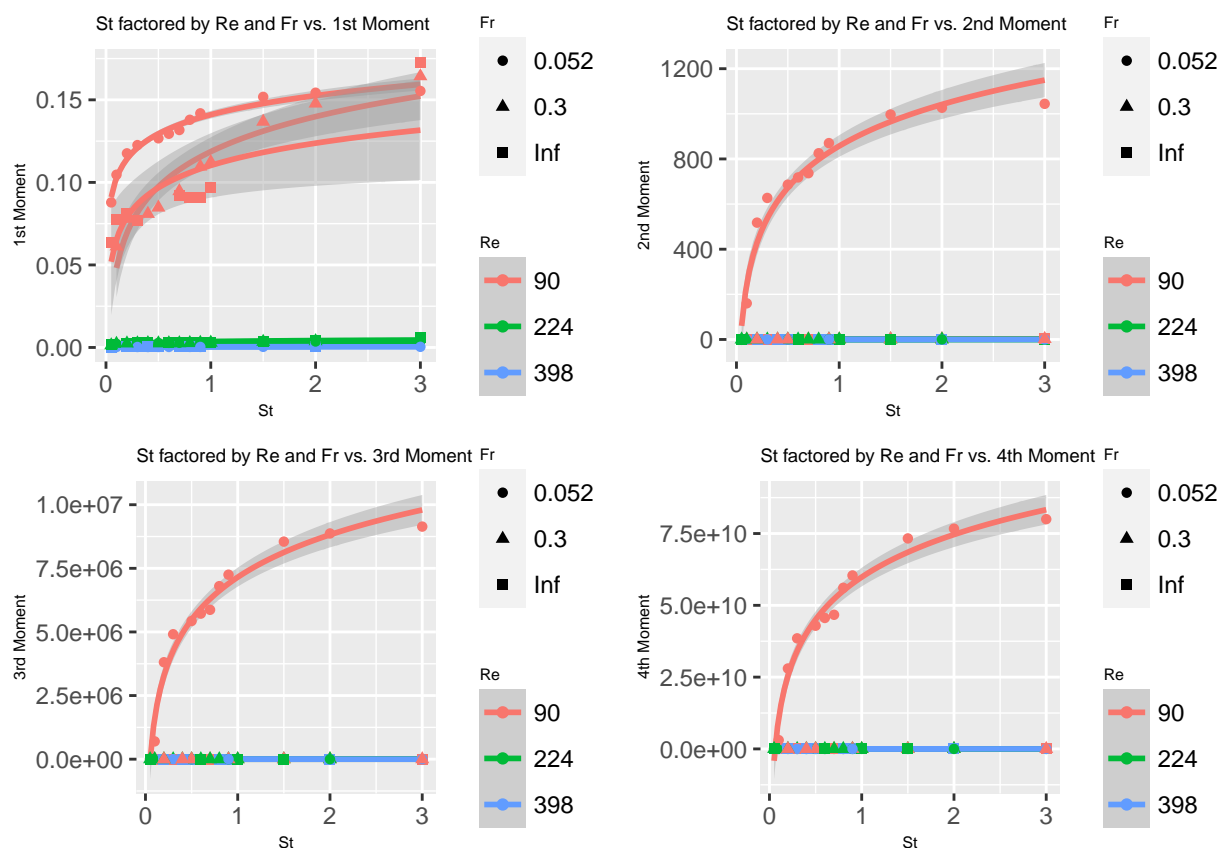 St factored by Re and Fr vs. 1st Moment
1st Moment
0.15
0.10
0.05
0.00
0
1
2
3
St
Fr
0.052
0.3
Inf
Re
90
224
398
St factored by Re and Fr vs. 2nd Moment
2nd Moment
1200
800
400
0
0
1
2
3
St
Fr
0.052
0.3
Inf
Re
90
224
398
St factored by Re and Fr vs. 3rd Moment
3rd Moment
1.0e+07
7.5e+06
5.0e+06
2.5e+06
0.0e+00
0
1
2
3
St
Fr
0.052
0.3
Inf
Re
90
224
398
St factored by Re and Fr vs. 4th Moment
4th Moment
7.5e+10
5.0e+10
2.5e+10
0.0e+00
0
1
2
3
St
Fr
0.052
0.3
Inf
Re
90
224
398